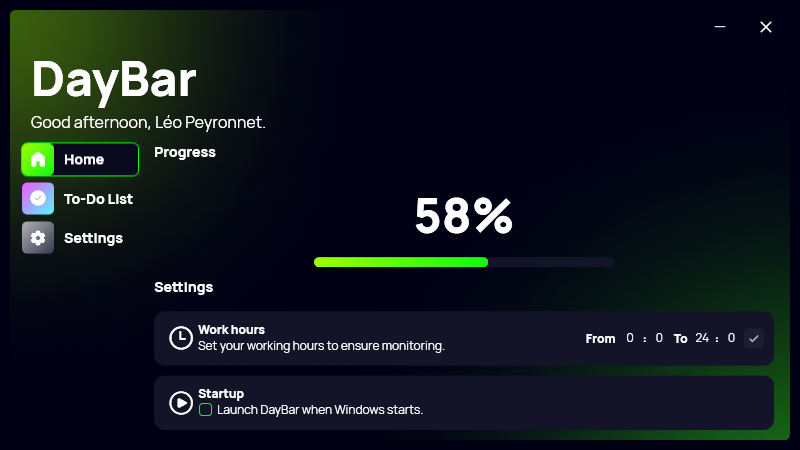 DayBar
Good afternoon, Léo Peyronnet.
Home
To-Do List
Settings
Progress
58%
Settings
Work hours
Set your working hours to ensure monitoring.
From 0 : 0 To 24 : 0
Startup
Launch DayBar when Windows starts.